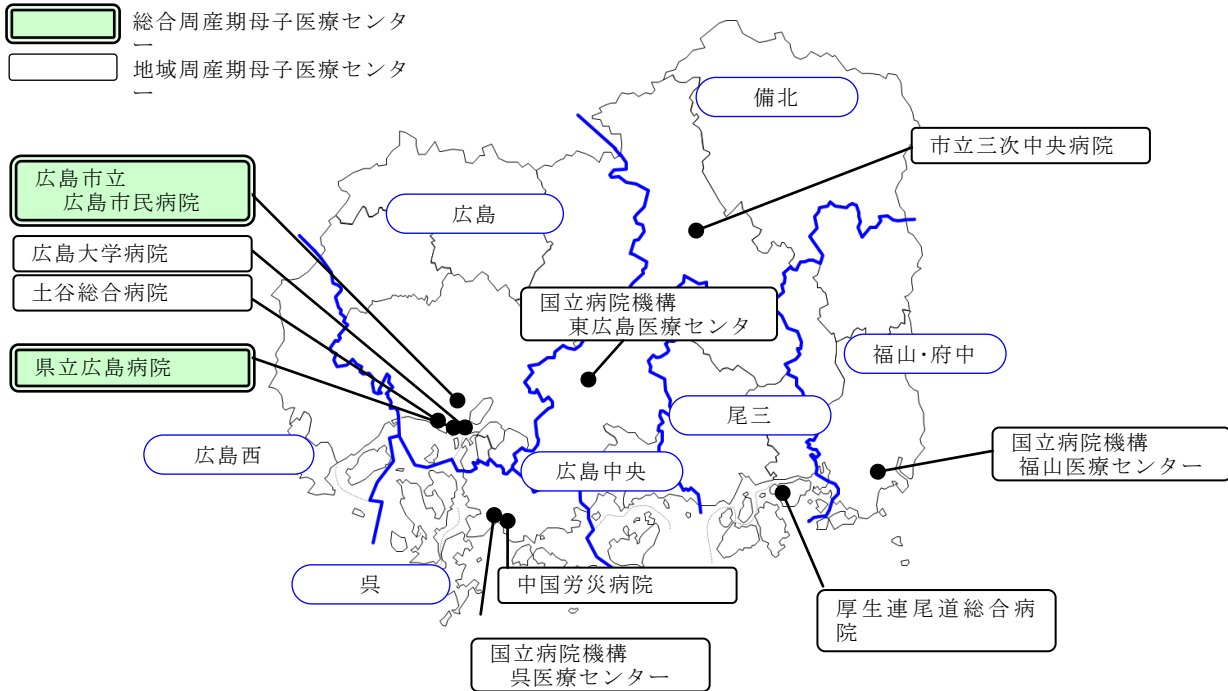 総合周産期母子医療センタ
ー
地域周産期母子医療センタ
ー
備北
市立三次中央病院
広島市立
広島市民病院
広島
広島大学病院
土谷総合病院
国立病院機構
東広島医療センタ
県立広島病院
福山・府中
尾三
広島西
広島中央
国立病院機構
福山医療センター
呉
中国労災病院
厚生連尾道総合病
院
国立病院機構
呉医療センター